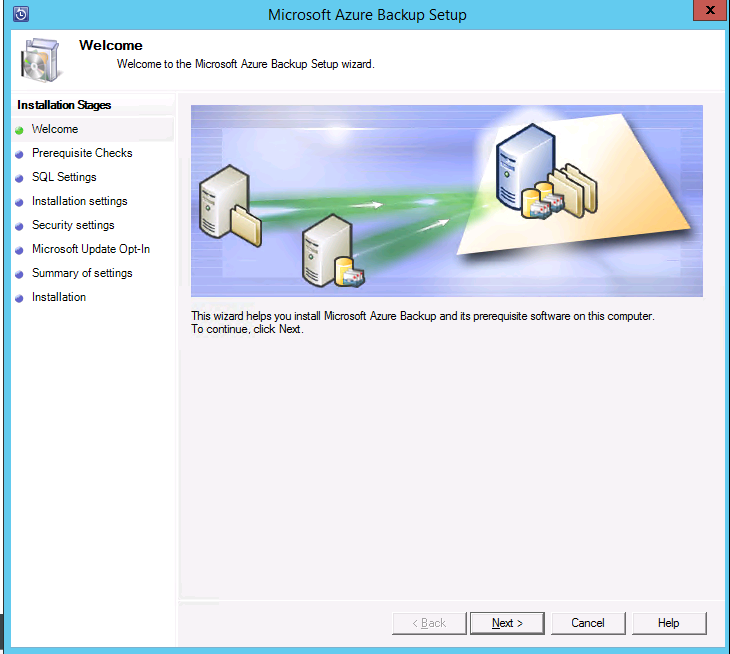 Microsoft Azure Backup Setup
x
Welcome
Welcome to the Microsoft Azure Backup Setup wizard.
Installation Stages
Welcome
Prerequisite Checks
SQL Settings
Installation settings
Security settings
Microsoft Update Opt-In
Summary of settings
Installation
This wizard helps you install Microsoft Azure Backup and its prerequisite software on this computer.
To continue, click Next.
< Back
Next >
Cancel
Help